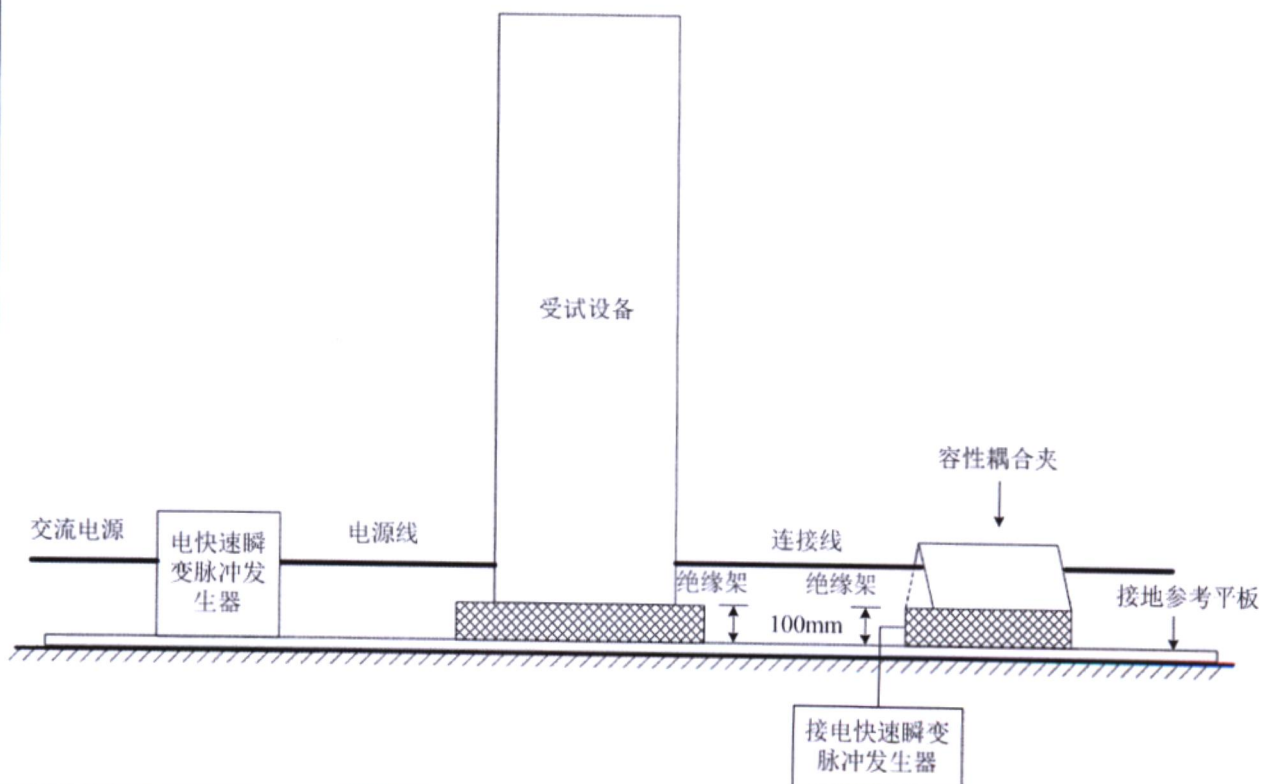 受试设备
容性耦合夹
交流电源
电快速瞬
变脉冲发
生器
电源线
连接线
绝缘架
绝缘架
100mm
接地参考平板
接电快速瞬变
脉冲发生器